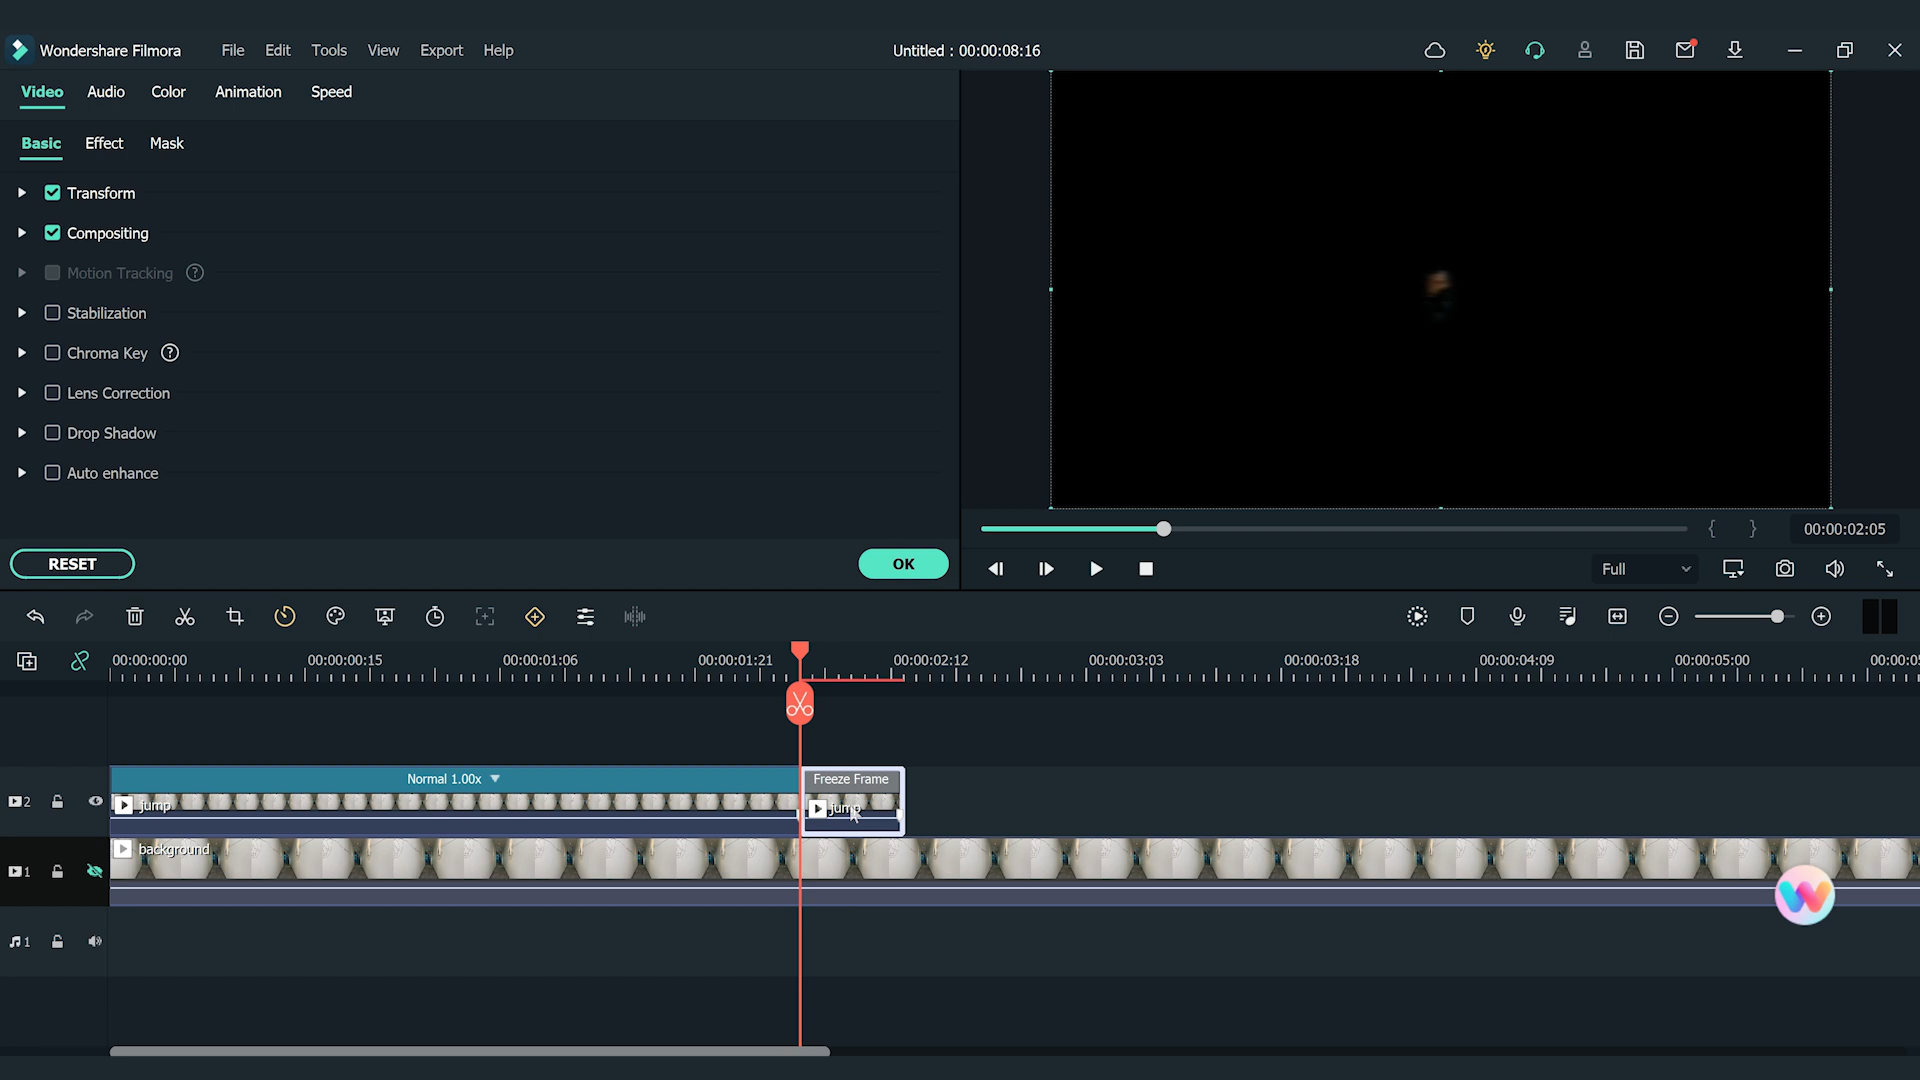 Wondershare Filmora File Edit Tools View Export Help Untitled : 00:00:08:16
Video Audio Color Animation Speed
Basic Effect Mask
Transform
Compositing
Motion Tracking ?
Stabilization
Chroma Key ?
Lens Correction
Drop Shadow
Auto enhance
{ } 00:00:02:05
RESET OK
Full
00:00:00:00 00:00:00:15 00:00:01:06 00:00:01:21 00:00:02:12 00:00:03:03 00:00:03:18 00:00:04:09 00:00:05:00
Normal 1.00x Freeze Frame
2 jump jump
background
1
1